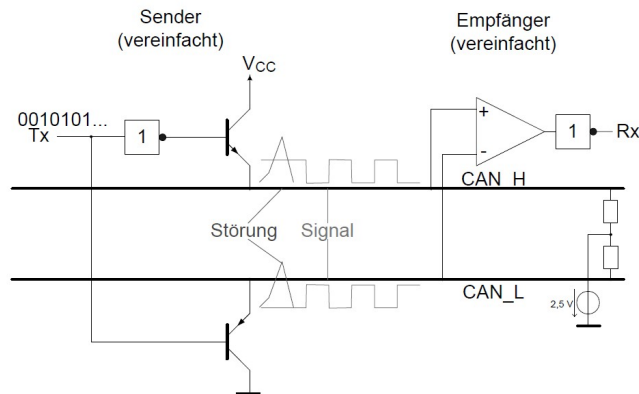 Sender
(vereinfacht)
Empfänger
(vereinfacht)
VCC
0010101...
Tx
1
+
-
1
Rx
CAN_H
Störung
Signal
CAN_L
2,5 V